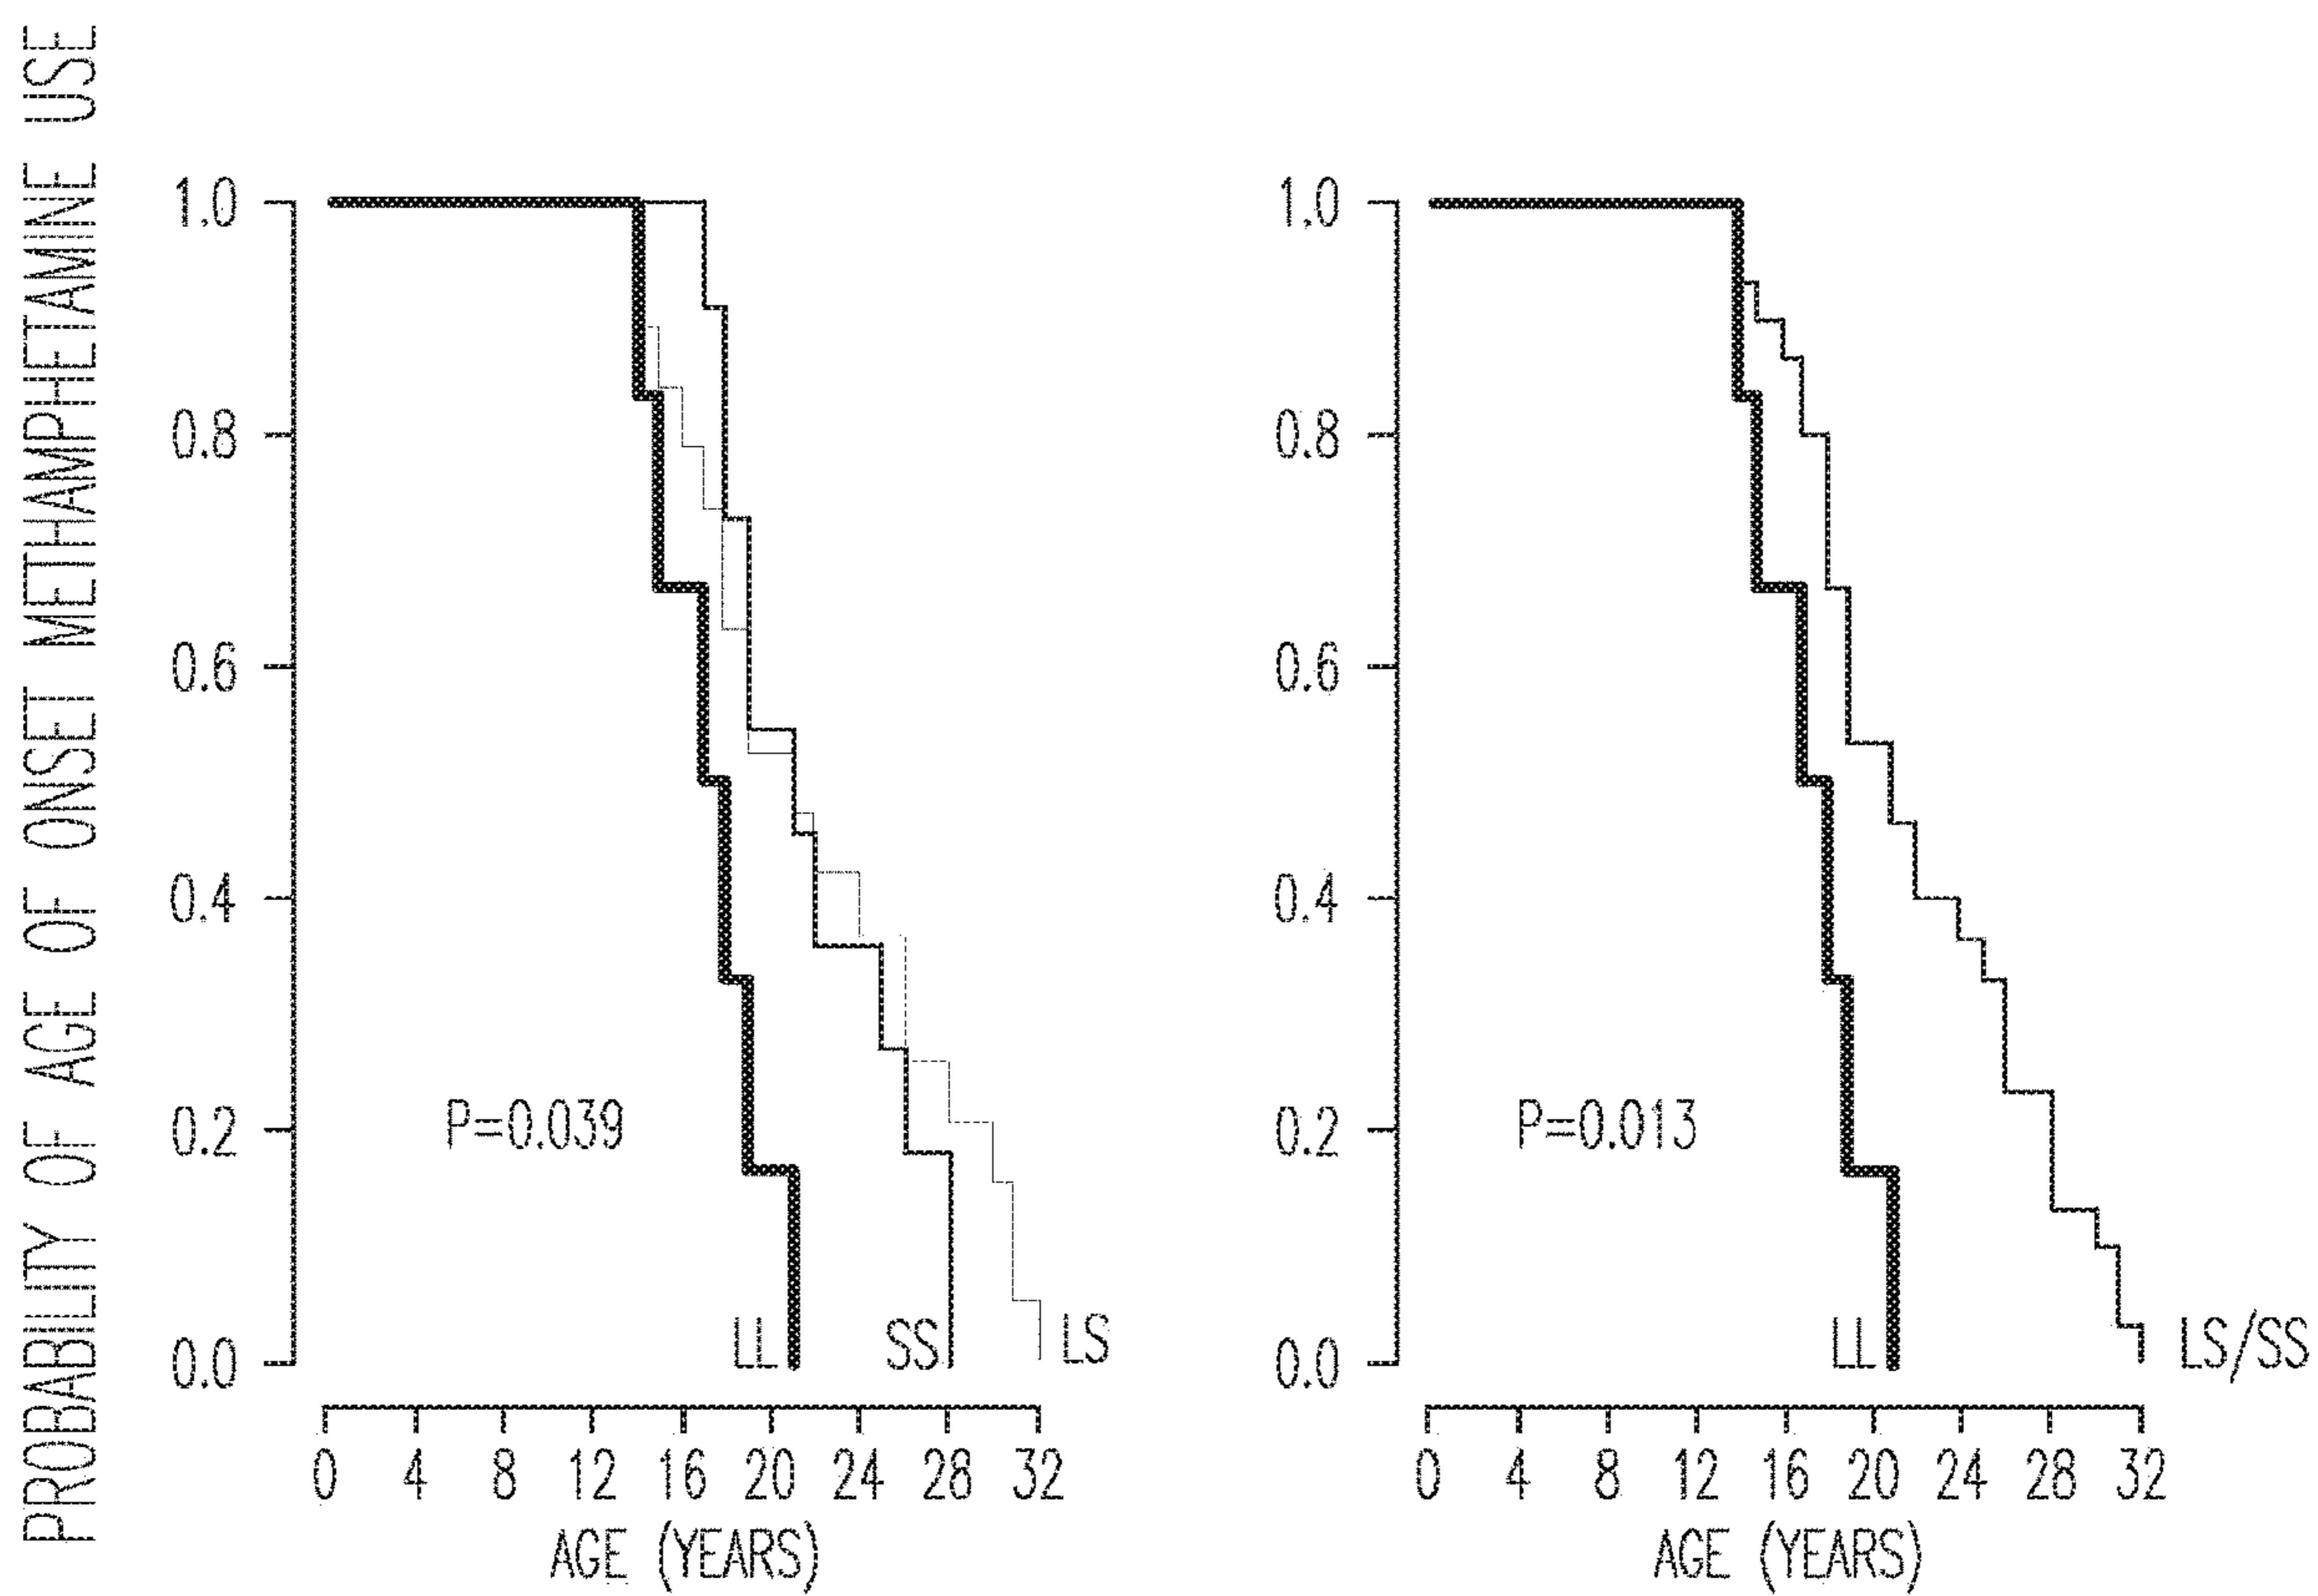 PROBABILITY OF AGE OF ONSET METHAMPHETAMINE USE
1.0
0.8
0.6
0.4
0.2
0.0
P=0.039
LL
SS
LS
0 4 8 12 16 20 24 28 32
AGE (YEARS)
1.0
0.8
0.6
0.4
0.2
0.0
P=0.013
LL
LS/SS
0 4 8 12 16 20 24 28 32
AGE (YEARS)